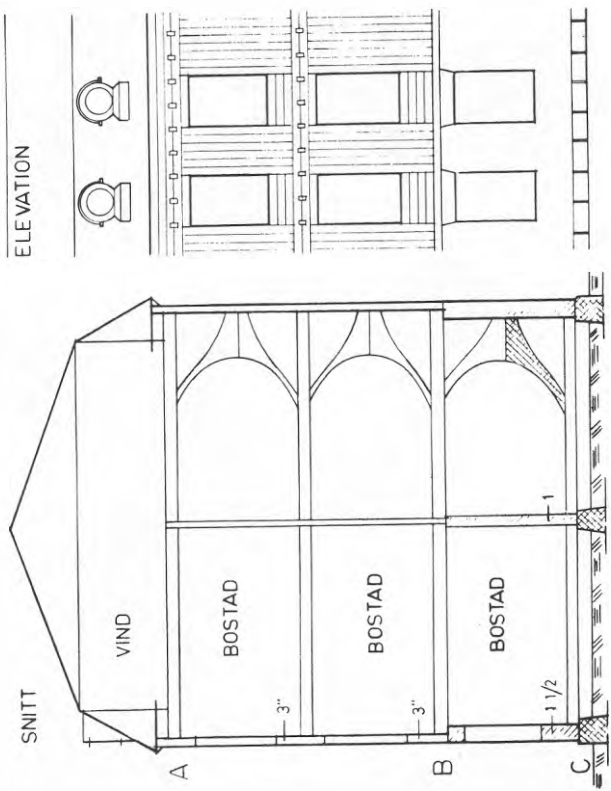 ELEVATION
SNITT
VIND
BOSTAD
BOSTAD
BOSTAD
3"
3"
1 1/2
1
A
B
C